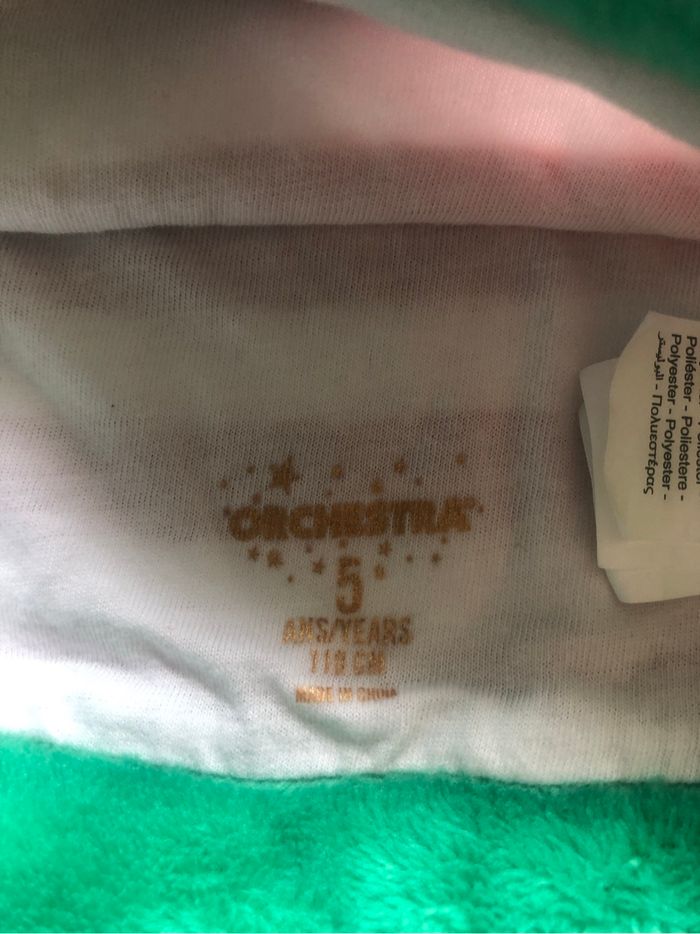 ORCHESTRA
5
ANS/YEARS
110 CM
MADE IN CHINA
Poliéster - Poliestere -
Polyester - Polyester -
البوليستر - Πολυεστέρας